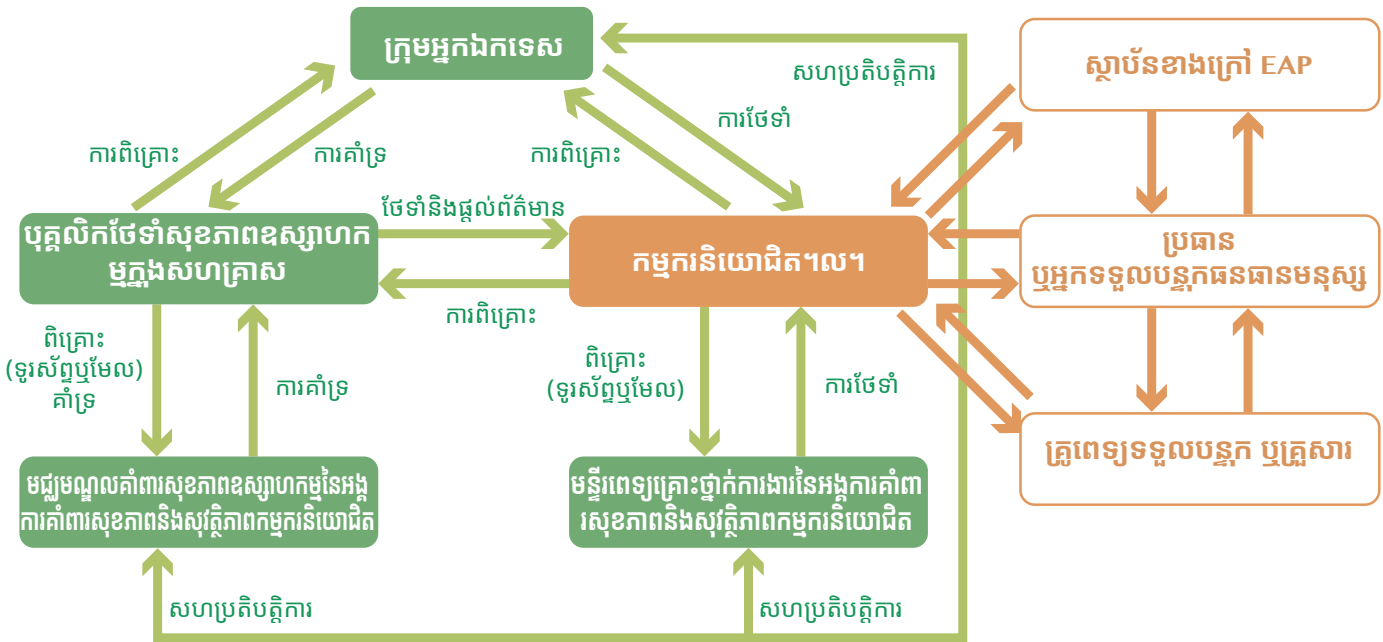 ក្រុមអ្នកឯកទេស
ស្ថាប័នខាងក្រៅ EAP
សហប្រតិបត្តិការ
ការថែទាំ
ការពិគ្រោះ
ការគាំទ្រ
ការពិគ្រោះ
ថែទាំនិងផ្តល់ព័ត៌មាន
បុគ្គលិកថែទាំសុខភាពឧស្សាហក
ម្មក្នុងសហគ្រាស
កម្មករនិយោជិត។ល។
ប្រធាន
ឬអ្នកទទួលបន្ទុកធនធានមនុស្ស
ការពិគ្រោះ
ពិគ្រោះ
(ទូរស័ព្ទឬមែល)
គាំទ្រ
ការគាំទ្រ
ពិគ្រោះ
(ទូរស័ព្ទឬមែល)
ការថែទាំ
គ្រូពេទ្យទទួលបន្ទុក ឬគ្រួសារ
មជ្ឈមណ្ឌលគាំពារសុខភាពឧស្សាហកម្មនៃអង្គ
ការគាំពារសុខភាពនិងសុវត្ថិភាពកម្មករនិយោជិត
មន្ទីរពេទ្យគ្រោះថ្នាក់ការងារនៃអង្គការគាំពា
រសុខភាពនិងសុវត្ថិភាពកម្មករនិយោជិត
សហប្រតិបត្តិការ
សហប្រតិបត្តិការ